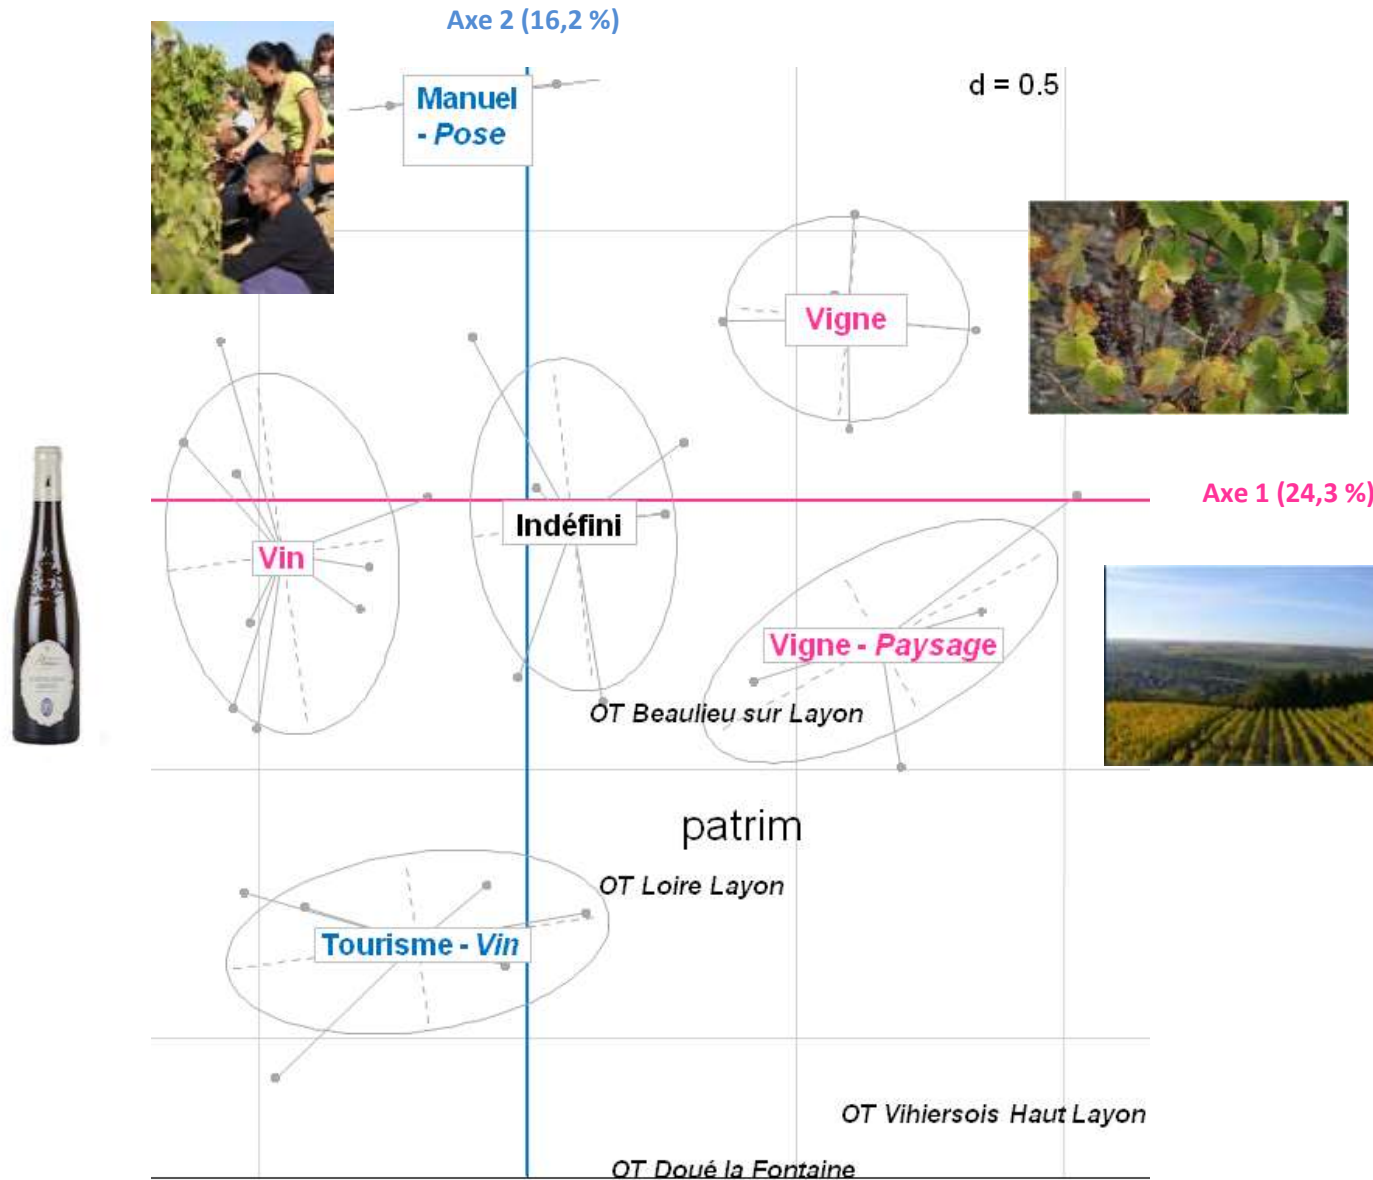 Axe 2 (16,2 %)
d = 0.5
Manuel
- Pose
Vigne
Axe 1 (24,3 %)
Indéfini
Vin
Vigne - Paysage
OT Beaulieu sur Layon
patrim
OT Loire Layon
Tourisme - Vin
OT Vihiersois Haut Layon
OT Doué la Fontaine